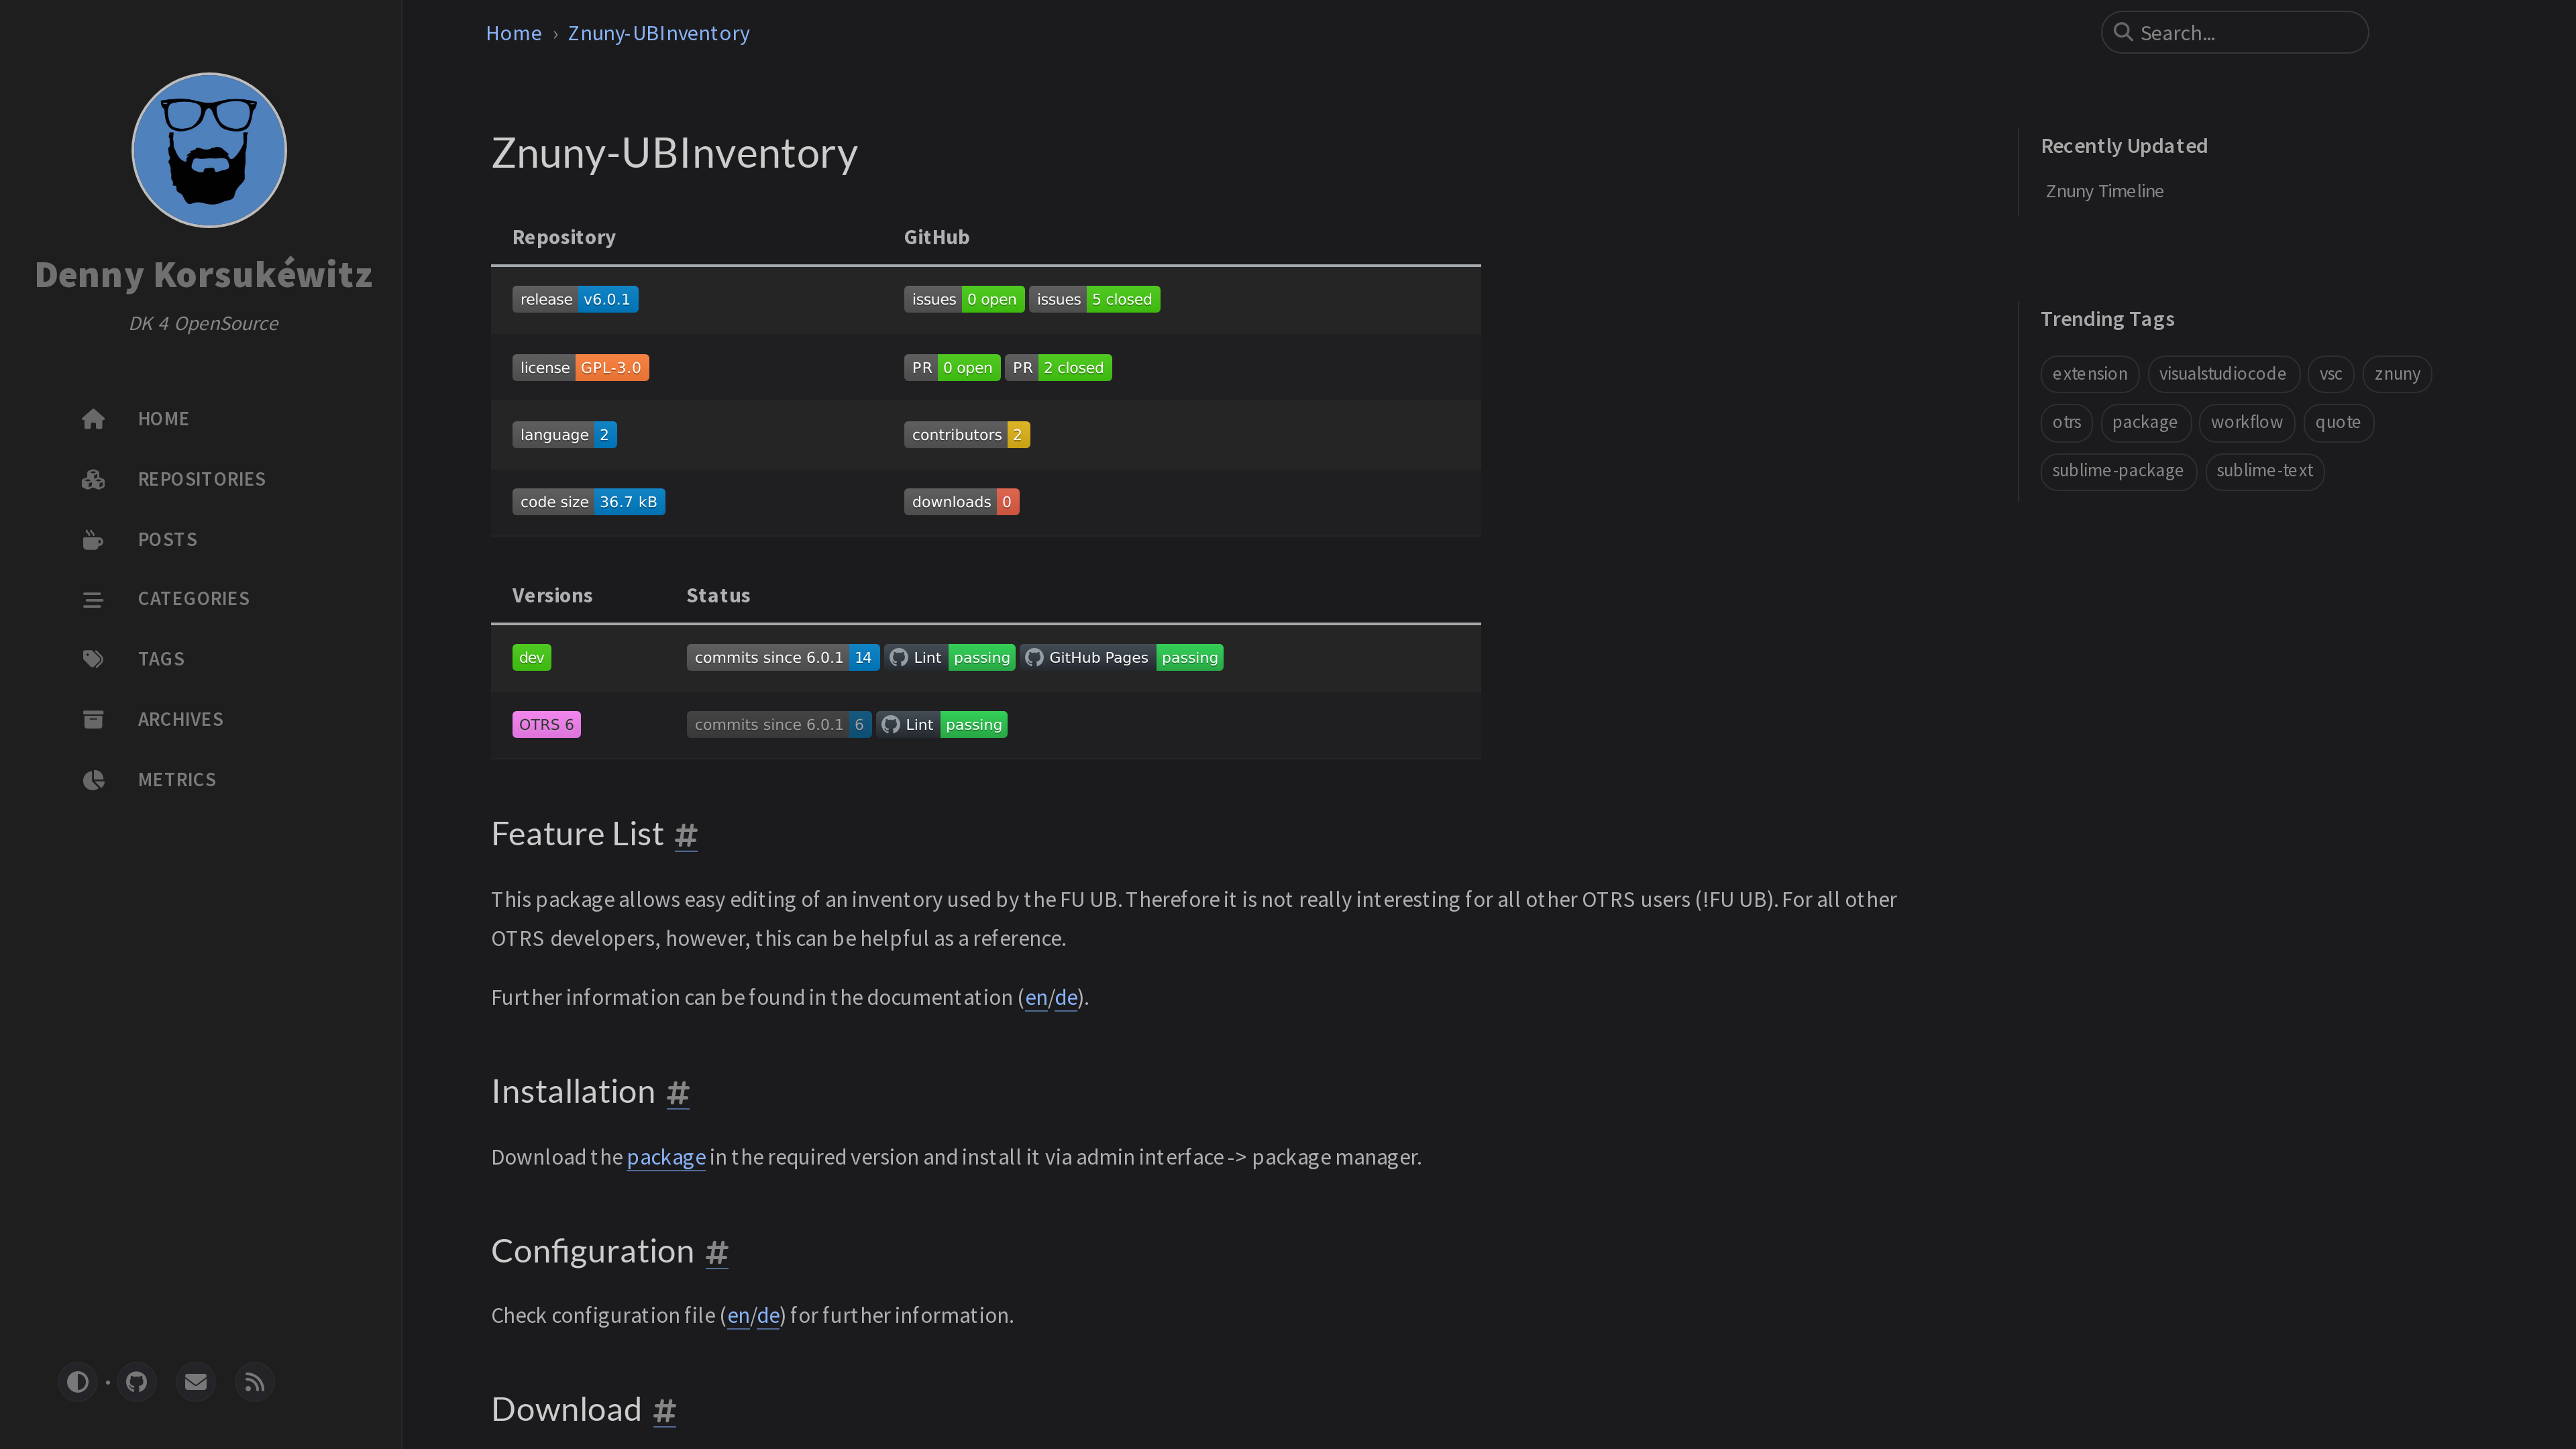 Denny Korsukéwitz
DK 4 OpenSource
HOME
REPOSITORIES
POSTS
CATEGORIES
TAGS
ARCHIVES
METRICS
Home › Znuny-UBInventory
Search...
Znuny-UBInventory
Repository GitHub
release v6.0.1 issues 0 open issues 5 closed
license GPL-3.0 PR 0 open PR 2 closed
language 2 contributors 2
code size 36.7 kB downloads 0
Versions Status
dev commits since 6.0.1 14 Lint passing GitHub Pages passing
OTRS 6 commits since 6.0.1 6 Lint passing
Feature List #
This package allows easy editing of an inventory used by the FU UB. Therefore it is not really interesting for all other OTRS users (!FU UB). For all other
OTRS developers, however, this can be helpful as a reference.
Further information can be found in the documentation (en/de).
Installation #
Download the package in the required version and install it via admin interface -> package manager.
Configuration #
Check configuration file (en/de) for further information.
Download #
Recently Updated
Znuny Timeline
Trending Tags
extension visualstudiocode vsc znuny
otrs package workflow quote
sublime-package sublime-text